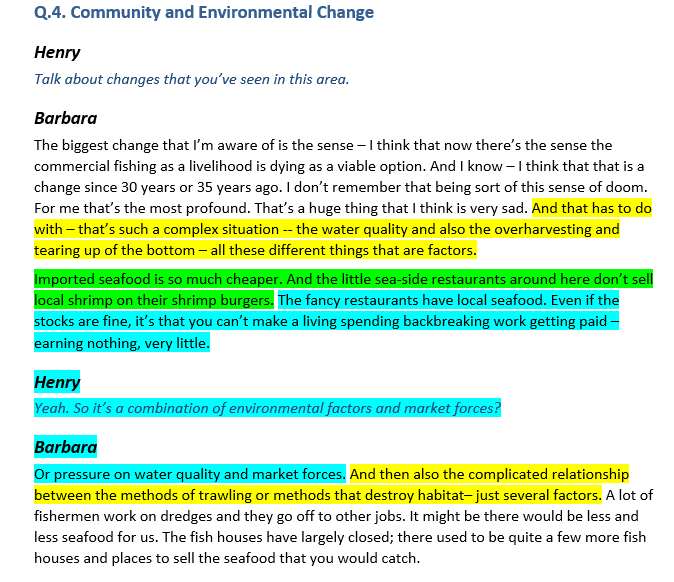 Q.4. Community and Environmental Change
Henry
Talk about changes that you’ve seen in this area.
Barbara
The biggest change that I’m aware of is the sense – I think that now there’s the sense the
commercial fishing as a livelihood is dying as a viable option. And I know – I think that that is a
change since 30 years or 35 years ago. I don’t remember that being sort of this sense of doom.
For me that’s the most profound. That’s a huge thing that I think is very sad. And that has to do
with – that’s such a complex situation -- the water quality and also the overharvesting and
tearing up of the bottom – all these different things that are factors.
Imported seafood is so much cheaper. And the little sea-side restaurants around here don’t sell
local shrimp on their shrimp burgers. The fancy restaurants have local seafood. Even if the
stocks are fine, it’s that you can’t make a living spending backbreaking work getting paid –
earning nothing, very little.
Henry
Yeah. So it’s a combination of environmental factors and market forces?
Barbara
Or pressure on water quality and market forces. And then also the complicated relationship
between the methods of trawling or methods that destroy habitat– just several factors. A lot of
fishermen work on dredges and they go off to other jobs. It might be there would be less and
less seafood for us. The fish houses have largely closed; there used to be quite a few more fish
houses and places to sell the seafood that you would catch.